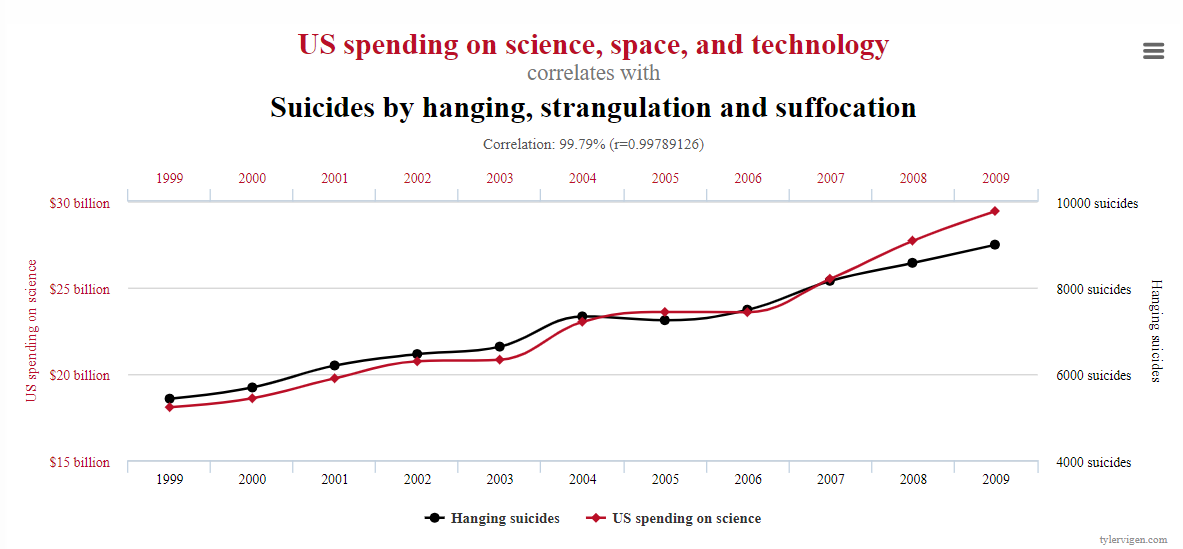 US spending on science, space, and technology
correlates with
Suicides by hanging, strangulation and suffocation
Correlation: 99.79% (r=0.99789126)
1999 2000 2001 2002 2003 2004 2005 2006 2007 2008 2009
US spending on science
$30 billion
$25 billion
$20 billion
$15 billion
10000 suicides
8000 suicides
6000 suicides
4000 suicides
Hanging suicides
1999 2000 2001 2002 2003 2004 2005 2006 2007 2008 2009
Hanging suicides US spending on science
tylervigen.com